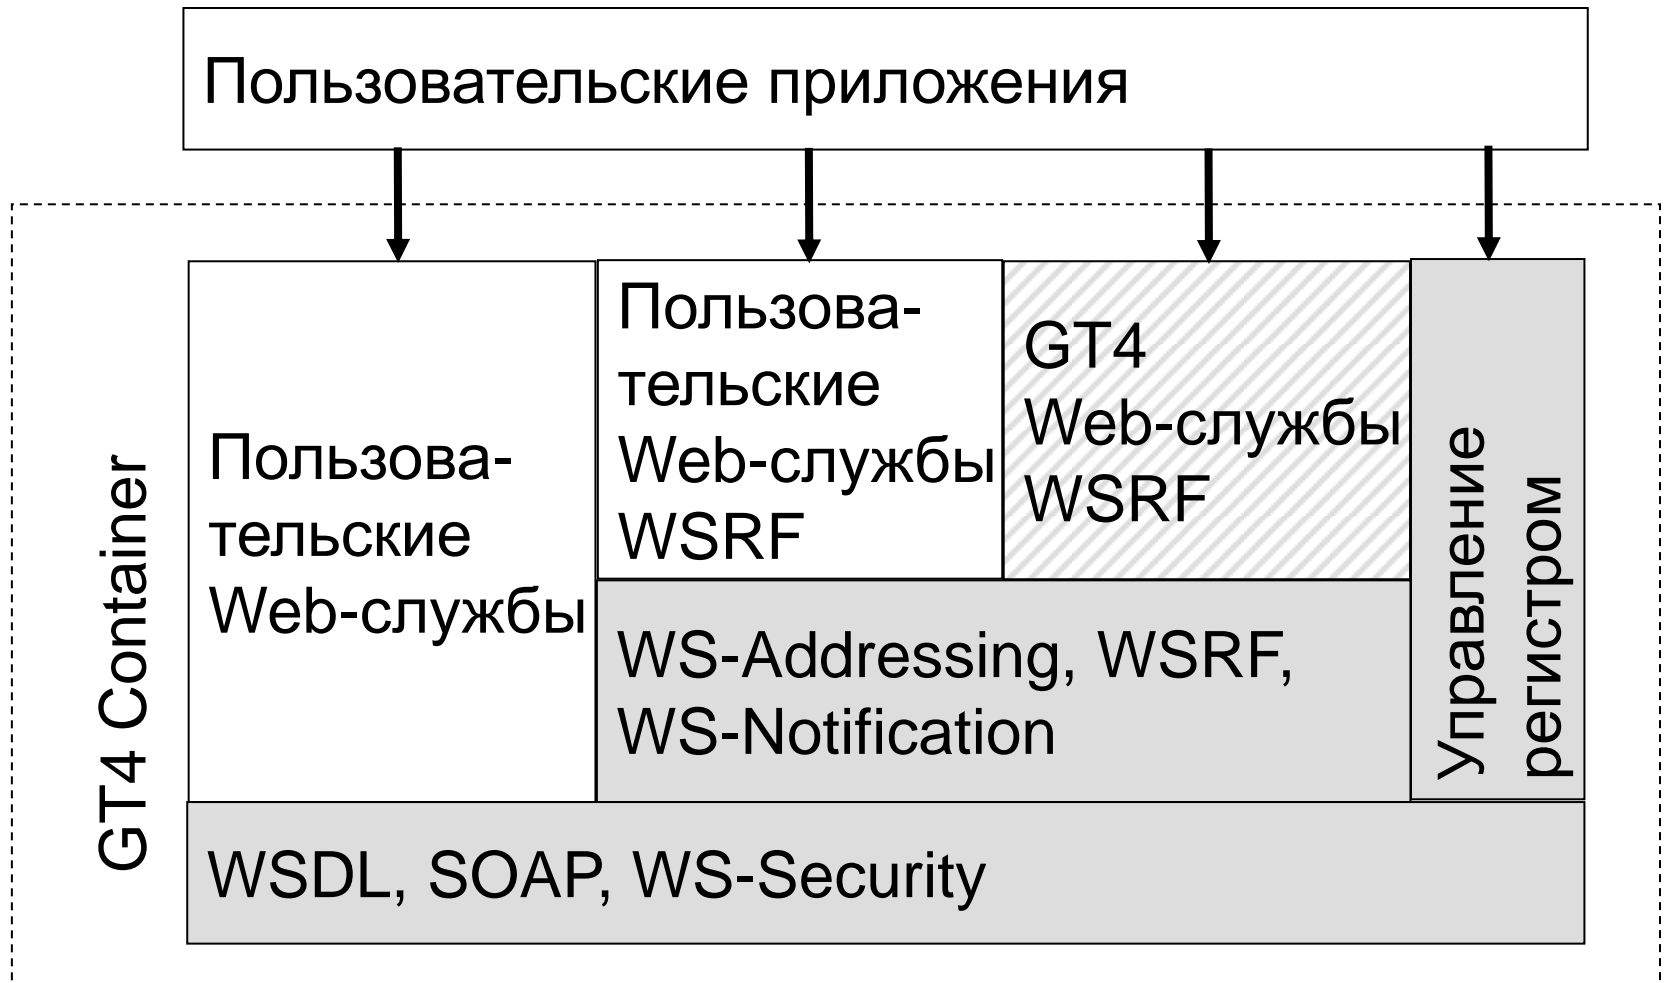 Пользовательские приложения
GT4 Container
Пользова-
тельские
Web-службы
Пользова-
тельские
Web-службы
WSRF
GT4
Web-службы
WSRF
Управление
регистром
WS-Addressing, WSRF,
WS-Notification
WSDL, SOAP, WS-Security